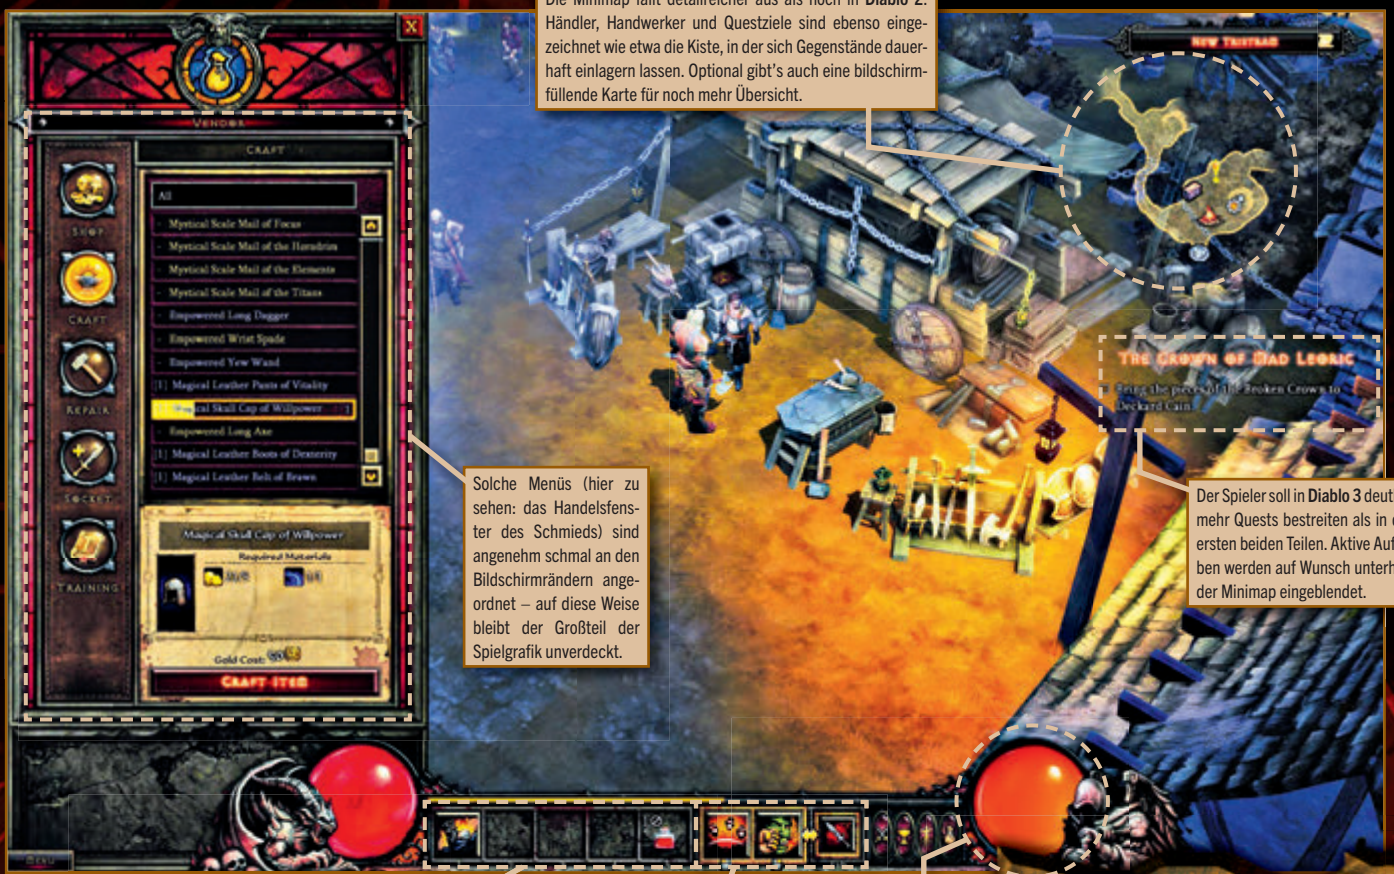 Die Minimap fällt detailreicher aus als noch in Diablo 2.
Händler, Handwerker und Questziele sind ebenso einge-
zeichnet wie etwa die Kiste, in der sich Gegenstände dauer-
haft einlagern lassen. Optional gibt's auch eine bildschirm-
füllende Karte für noch mehr Übersicht.
New Tristram
Vendor
Craft
All
Shop
Craft
Repair
Socket
Training
Mystical Scale Mail of Focus
Mystical Scale Mail of the Horadrim
Mystical Scale Mail of the Elements
Mystical Scale Mail of the Titans
Empowered Long Dagger
Empowered Wrist Spade
Empowered Yew Wand
[1] Magical Leather Pants of Vitality
Skull Cap of Willpower
Empowered Long Axe
[1] Magical Leather Boots of Dexterity
[1] Magical Leather Belt of Brawn
Magical Skull Cap of Willpower
Required Materials
Gold Cost:
Craft Item
Solche Menüs (hier zu
sehen: das Handelsfens-
ter des Schmieds) sind
angenehm schmal an den
Bildschirmrändern ange-
ordnet – auf diese Weise
bleibt der Großteil der
Spielgrafik unverdeckt.
The Crown of Mad Leoric
Bring the pieces of the Broken Crown to
Deckard Cain
Der Spieler soll in Diablo 3 deut
mehr Quests bestreiten als in
ersten beiden Teilen. Aktive Auf
ben werden auf Wunsch unterh
der Minimap eingeblendet.
Menu